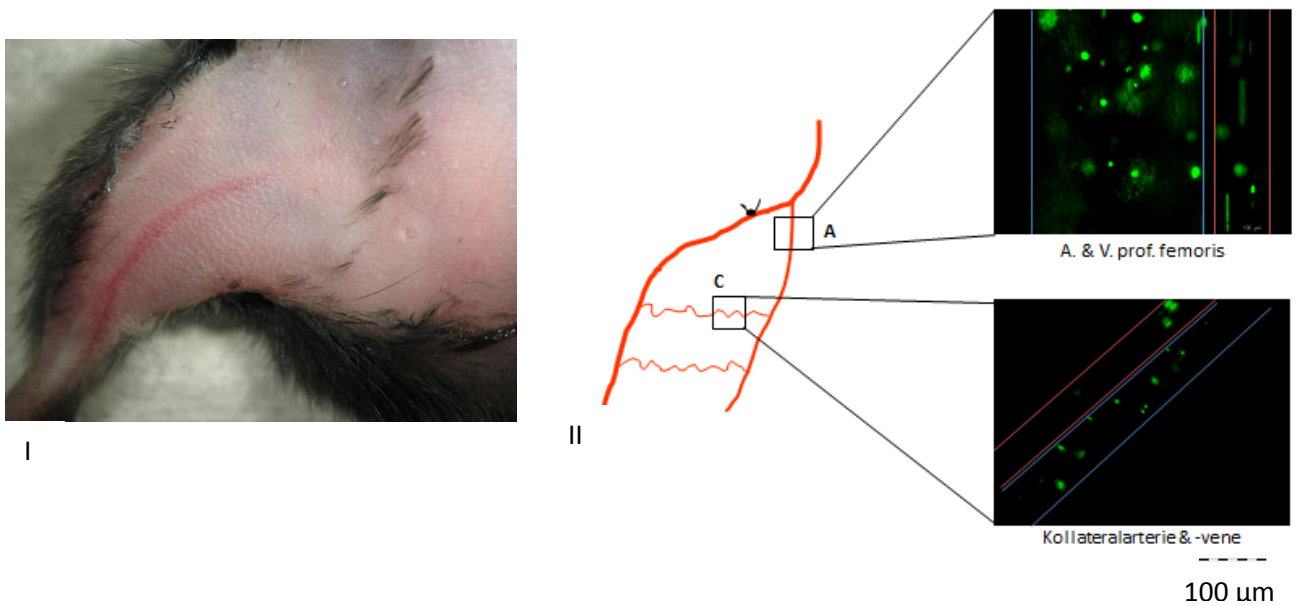 A
A. & V. prof. femoris
C
Kollateralarterie & -vene
I
II
100 µm